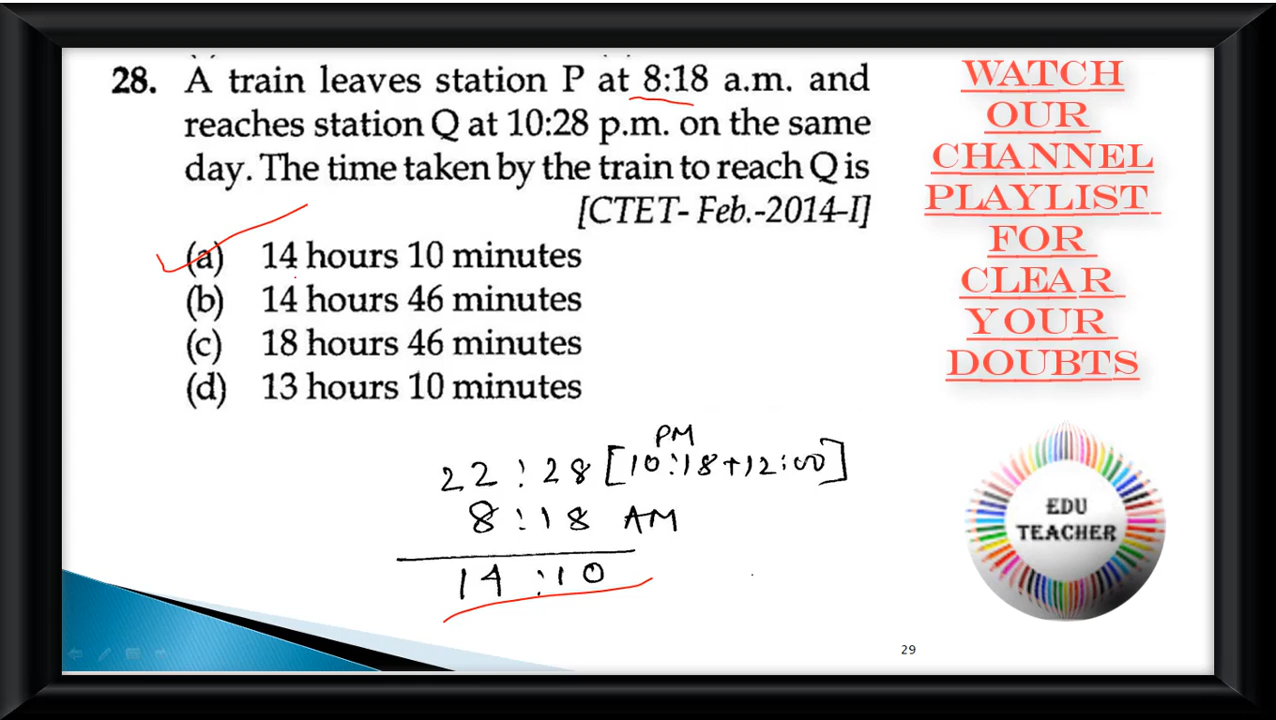 28. A train leaves station P at 8:18 a.m. and
reaches station Q at 10:28 p.m. on the same
day. The time taken by the train to reach Q is
[CTET- Feb.-2014-I]
(a) 14 hours 10 minutes
(b) 14 hours 46 minutes
(c) 18 hours 46 minutes
(d) 13 hours 10 minutes
PM
22:28 [10:18+12:00]
8:18 AM
14:10
WATCH
OUR
CHANNEL
PLAYLIST
FOR
CLEAR
YOUR
DOUBTS
EDU
TEACHER
29